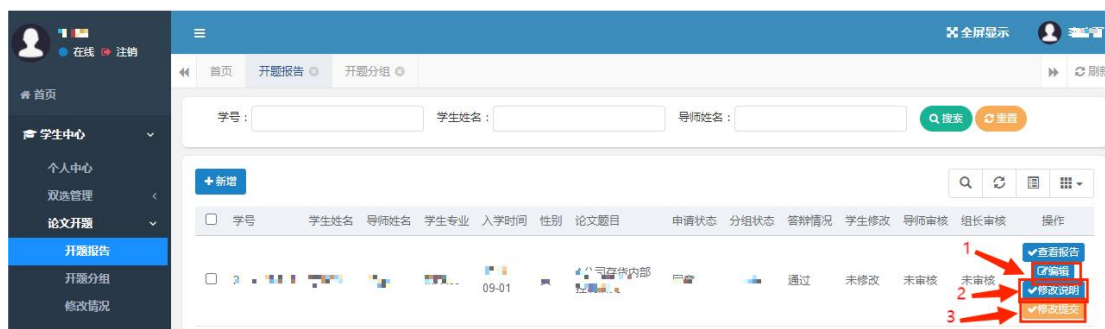 在线 注销
全屏显示
首页 开题报告 开题分组
刷新
首页
学号：
学生姓名：
导师姓名：
搜索
重置
学生中心
个人中心
双选管理
论文开题
开题报告
开题分组
修改情况
+新增
学号 学生姓名 导师姓名 学生专业 入学时间 性别 论文题目 申请状态 分组状态 答辩情况 学生修改 导师审核 组长审核 操作
公司存货内部
09-01
通过 未修改 未审核 未审核
查看报告
1 编辑
2 修改说明
3 修改提交